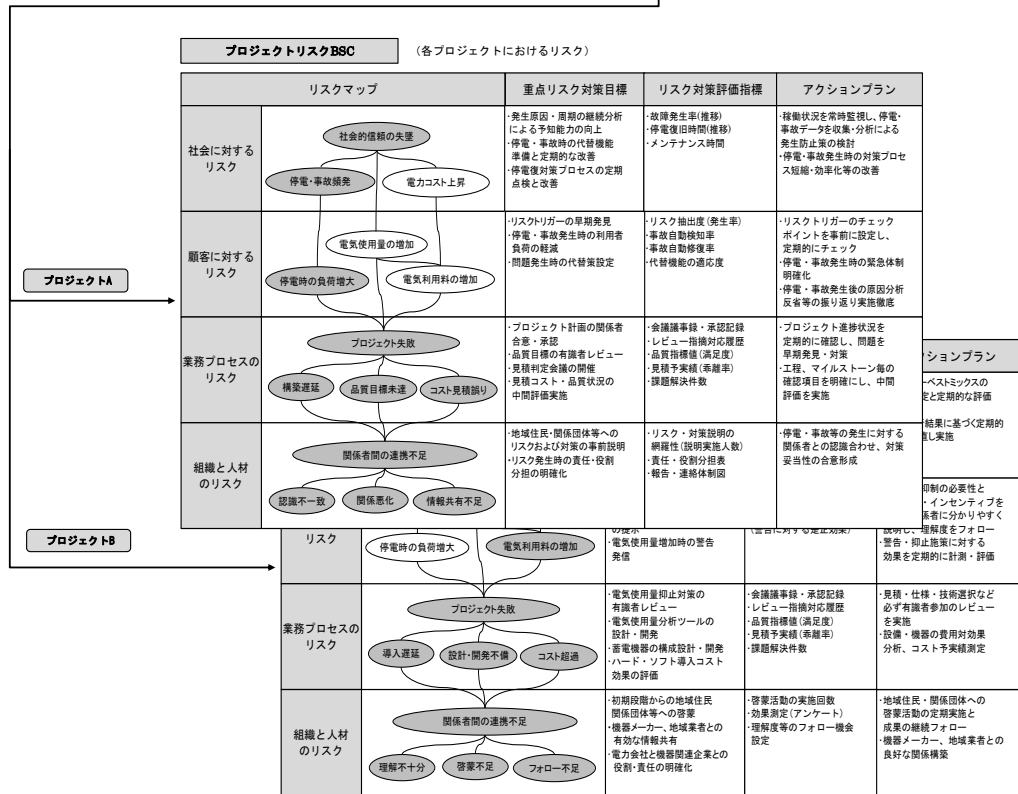 プロジェクトリスクBSC
(各プロジェクトにおけるリスク)
リスクマップ
重点リスク対策目標
リスク対策評価指標
アクションプラン
社会に対する
リスク
社会的信頼の失墜
停電・事故頻発
電力コスト上昇
・発生原因・周期の継続分析
による予知能力の向上
・停電・事故時の代替機能
準備と定期的な改善
・停電復対策プロセスの定期
点検と改善
・故障発生率(推移)
・停電復旧時間(推移)
・メンテナンス時間
・稼働状況を常時監視し、停電・
事故データを収集・分析による
発生防止策の検討
・停電・事故発生時の対策プロセ
ス短縮・効率化等の改善
顧客に対する
リスク
電気使用量の増加
停電時の負荷増大
電気利用料の増加
・リスクトリガーの早期発見
・停電・事故発生時の利用者
負荷の軽減
・問題発生時の代替策設定
・リスク抽出度(発生率)
・事故自動検知率
・事故自動修復率
・代替機能の適応度
・リスクトリガーのチェック
ポイントを事前に設定し、
定期的にチェック
・停電・事故発生時の緊急体制
明確化
・停電・事故発生後の原因分析
反省等の振り返り実施徹底
プロジェクトA
業務プロセスの
リスク
プロジェクト失敗
構築遅延
品質目標未達
コスト見積誤り
・プロジェクト計画の関係者
合意・承認
・品質目標の有識者レビュー
・見積判定会議の開催
・見積コスト・品質状況の
中間評価実施
・会議議事録・承認記録
・レビュー指摘対応履歴
・品質指標値(満足度)
・見積予実績(乖離率)
・課題解決件数
・プロジェクト進捗状況を
定期的に確認し、問題を
早期発見・対策
・工程、マイルストーン毎の
確認項目を明確にし、中間
評価を実施
組織と人材
のリスク
関係者間の連携不足
認識不一致
関係悪化
情報共有不足
・地域住民・関係団体等への
リスクおよび対策の事前説明
・リスク発生時の責任・役割
分担の明確化
・リスク・対策説明の
網羅性(説明実施人数)
・責任・役割分担表
・報告・連絡体制図
・停電・事故等の発生に対する
関係者との認識合わせ、対策
妥当性の合意形成
ションプラン
ーベストミックスの
定と定期的な評価
結果に基づく定期的
直し実施
抑制の必要性と
・インセンティブを
係者に分かりやすく
説明し、理解度をフォロー
・警告・抑止施策に対する
効果を定期的に計測・評価
プロジェクトB
リスク
停電時の負荷増大
電気利用料の増加
の提示
・電気使用量増加時の警告
発信
(警告に対する是正効果)
業務プロセスの
リスク
プロジェクト失敗
導入遅延
設計・開発不備
コスト超過
・電気使用量抑止対策の
有識者レビュー
・電気使用量分析ツールの
設計・開発
・蓄電機器の構成設計・開発
・ハード・ソフト導入コスト
効果の評価
・会議議事録・承認記録
・レビュー指摘対応履歴
・品質指標値(満足度)
・見積予実績(乖離率)
・課題解決件数
・見積・仕様・技術選択など
必ず有識者参加のレビュー
を実施
・設備・機器の費用対効果
分析、コスト予実績測定
組織と人材
のリスク
関係者間の連携不足
理解不十分
啓蒙不足
フォロー不足
・初期段階からの地域住民
関係団体等への啓蒙
・機器メーカー、地域業者との
有効な情報共有
・電力会社と機器関連企業との
役割・責任の明確化
・啓蒙活動の実施回数
・効果測定(アンケート)
・理解度等のフォロー機会
設定
・地域住民・関係団体への
啓蒙活動の定期実施と
成果の継続フォロー
・機器メーカー、地域業者との
良好な関係構築